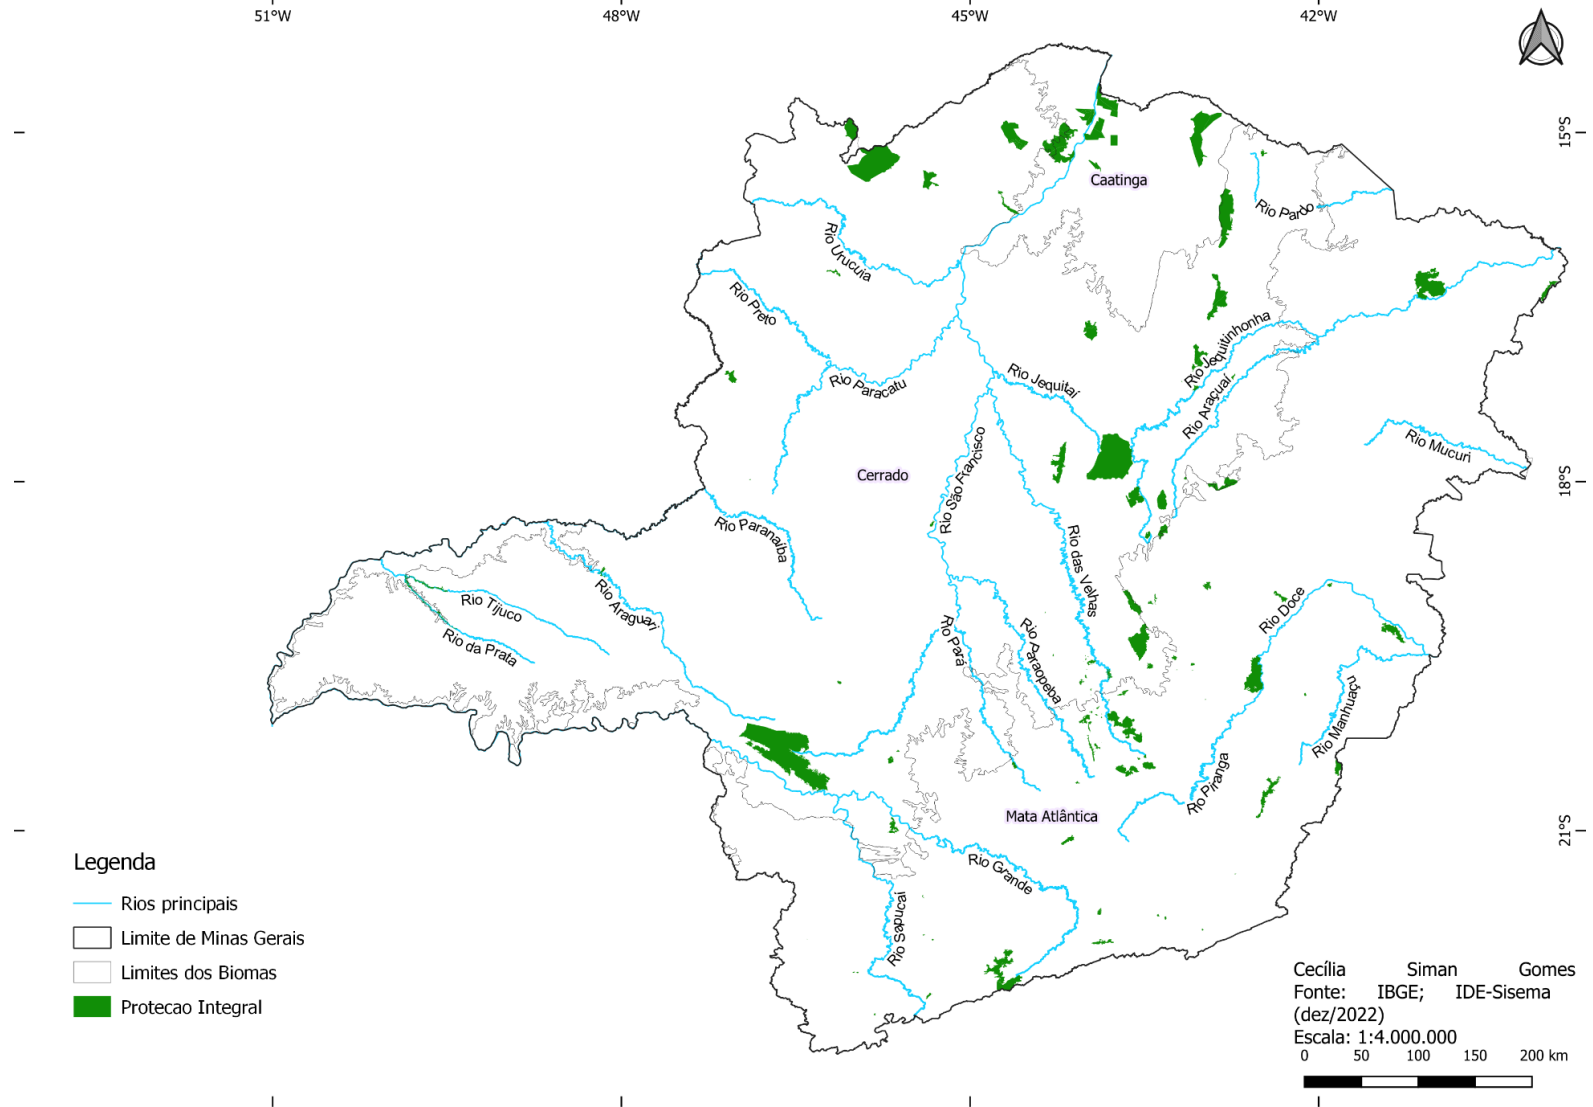 51°W
48°W
45°W
42°W
15°S
18°S
21°S
Caatinga
Rio Pardo
Rio Urucuia
Rio Preto
Rio Jequitinhonha
Rio Jequitaí
Rio Paracatu
Rio Araçuaí
Rio Mucuri
Rio São Francisco
Cerrado
Rio Paranaíba
Rio das Velhas
Rio Araguari
Rio Tijuco
Rio da Prata
Rio Doce
Rio Pará
Rio Paraopeba
Rio Manhuaçu
Rio Piranga
Mata Atlântica
Rio Grande
Rio Sapucaí
Legenda
Rios principais
Limite de Minas Gerais
Limites dos Biomas
Protecao Integral
Cecília Siman Gomes
Fonte: IBGE; IDE-Sisema
(dez/2022)
Escala: 1:4.000.000
0 50 100 150 200 km